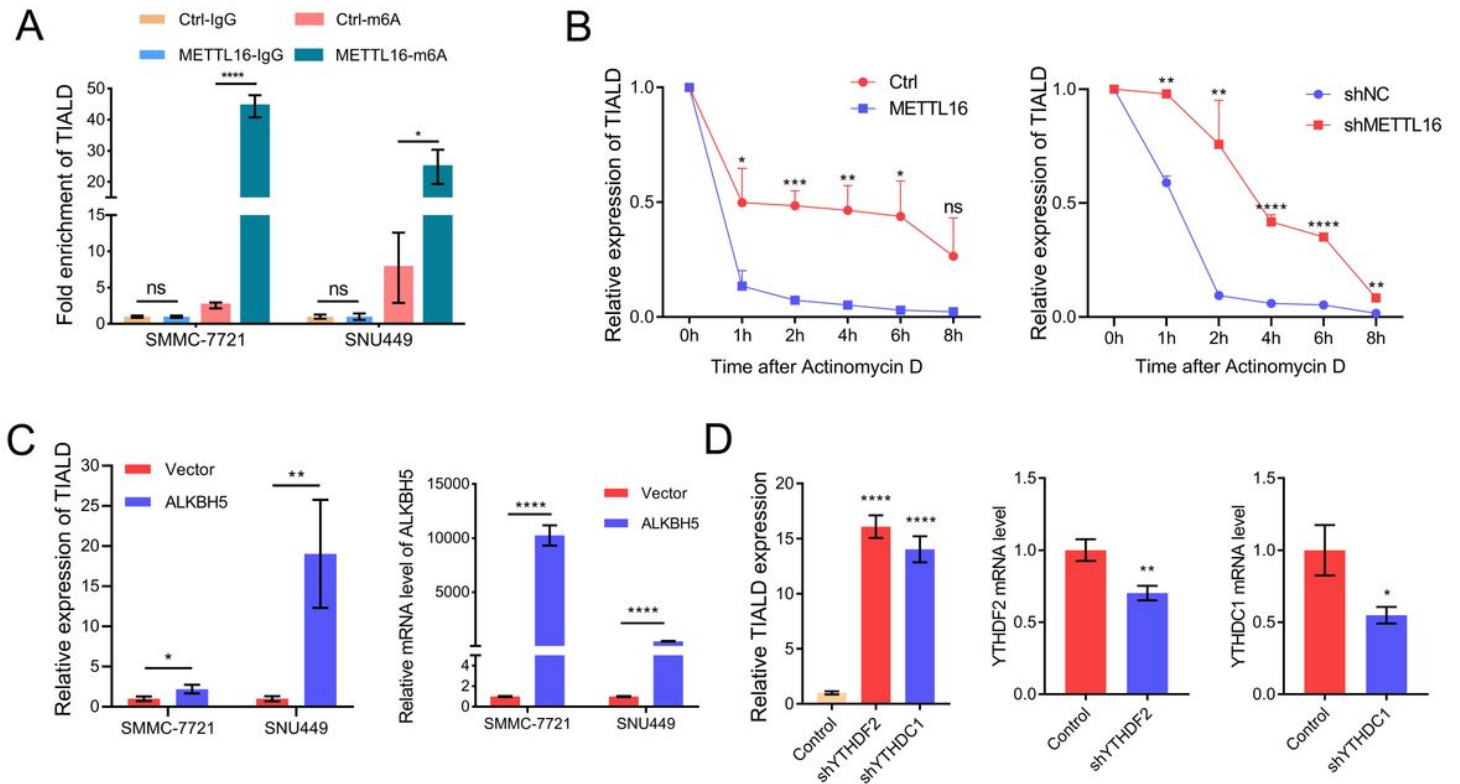 A
Ctrl-IgG
Ctrl-m6A
METTL16-IgG
METTL16-m6A
Fold enrichment of TIALD
50
40
30
20
15
10
5
0
ns
****
ns
*
SMMC-7721
SNU449
B
Relative expression of TIALD
1.0
0.5
0.0
Ctrl
METTL16
*
***
**
*
ns
0h
1h
2h
4h
6h
8h
Time after Actinomycin D
Relative expression of TIALD
1.0
0.5
0.0
shNC
shMETTL16
**
**
****
****
**
0h
1h
2h
4h
6h
8h
Time after Actinomycin D
C
Relative expression of TIALD
30
25
20
15
10
5
0
Vector
ALKBH5
*
**
SMMC-7721
SNU449
Relative mRNA level of ALKBH5
15000
10000
5000
4
2
0
Vector
ALKBH5
****
****
SMMC-7721
SNU449
D
Relative TIALD expression
20
15
10
5
0
****
****
Control
shYTHDF2
shYTHDC1
YTHDF2 mRNA level
1.5
1.0
0.5
0.0
**
Control
shYTHDF2
YTHDC1 mRNA level
1.5
1.0
0.5
0.0
*
Control
shYTHDC1